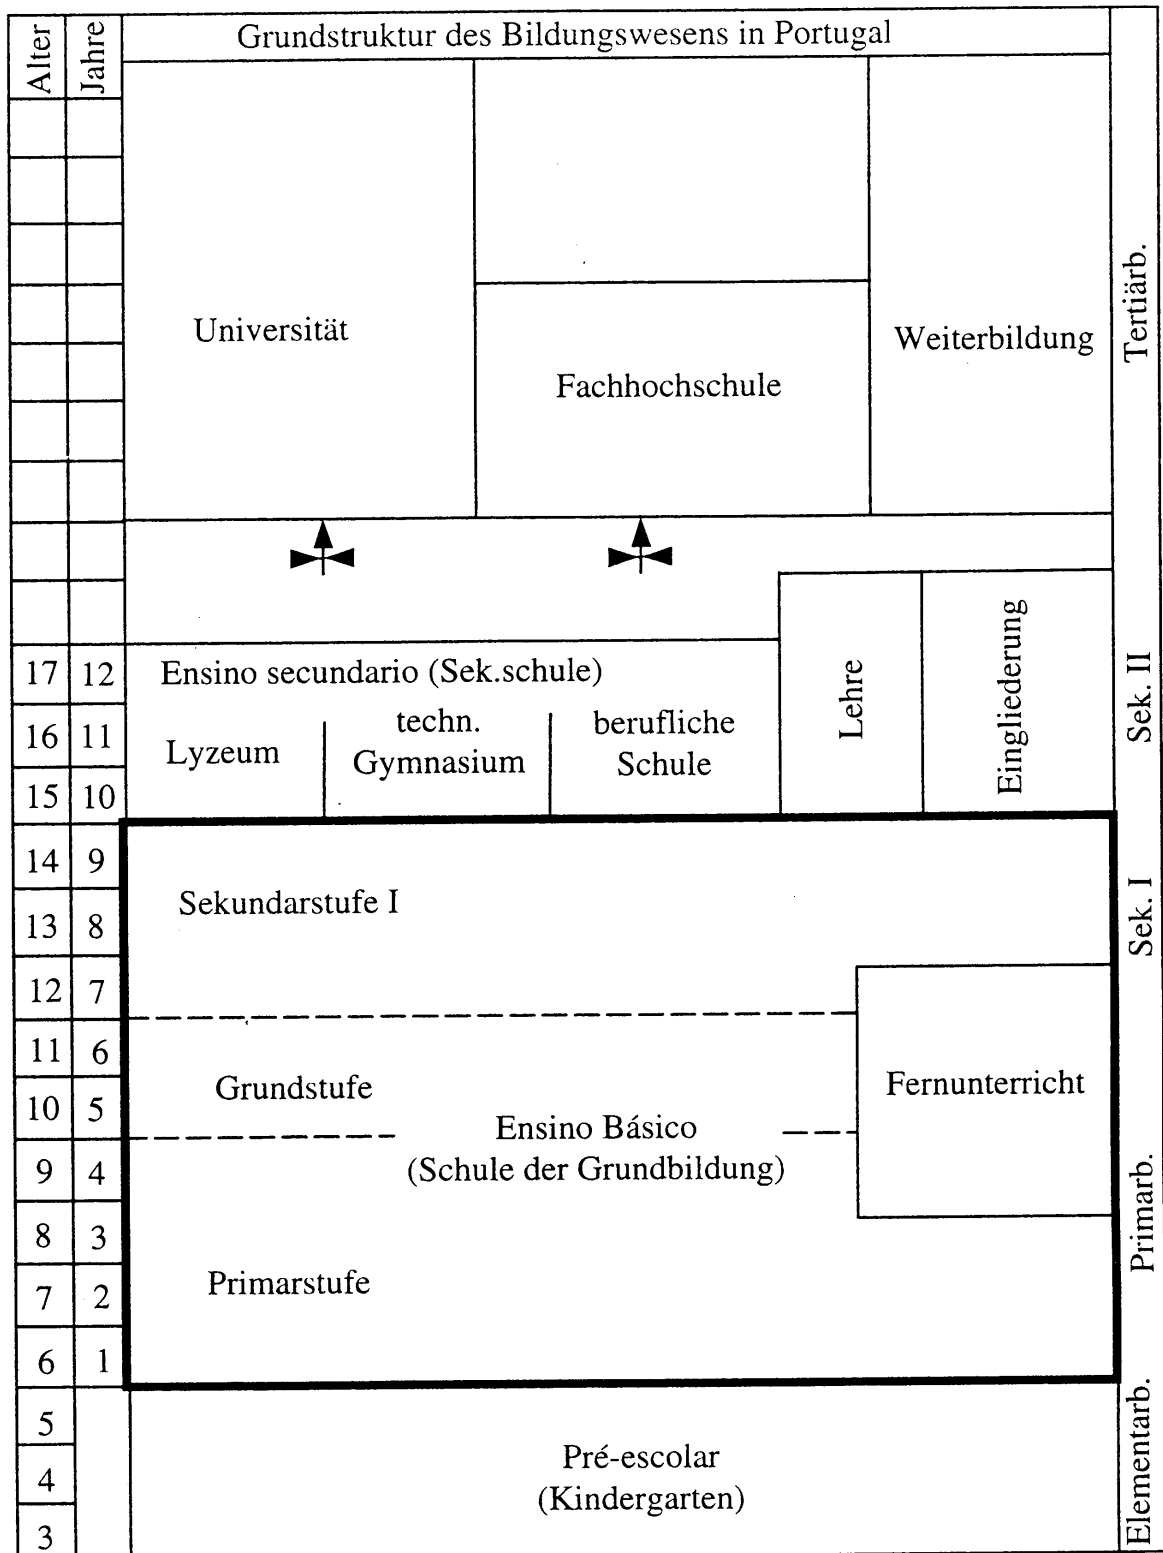 Alter
Jahre
Grundstruktur des Bildungswesens in Portugal
Universität
Fachhochschule
Weiterbildung
Tertiärb.
17 12 Ensino secundario (Sek.schule)
16 11
15 10
Lyzeum
techn.
Gymnasium
berufliche
Schule
Lehre
Eingliederung
Sek. II
14 9
13 8
12 7
Sekundarstufe I
Sek. I
11 6
10 5
Grundstufe
Fernunterricht
9 4
8 3
7 2
6 1
Ensino Básico
(Schule der Grundbildung)
Primarstufe
Primarb.
5
4
3
Pré-escolar
(Kindergarten)
Elementarb.